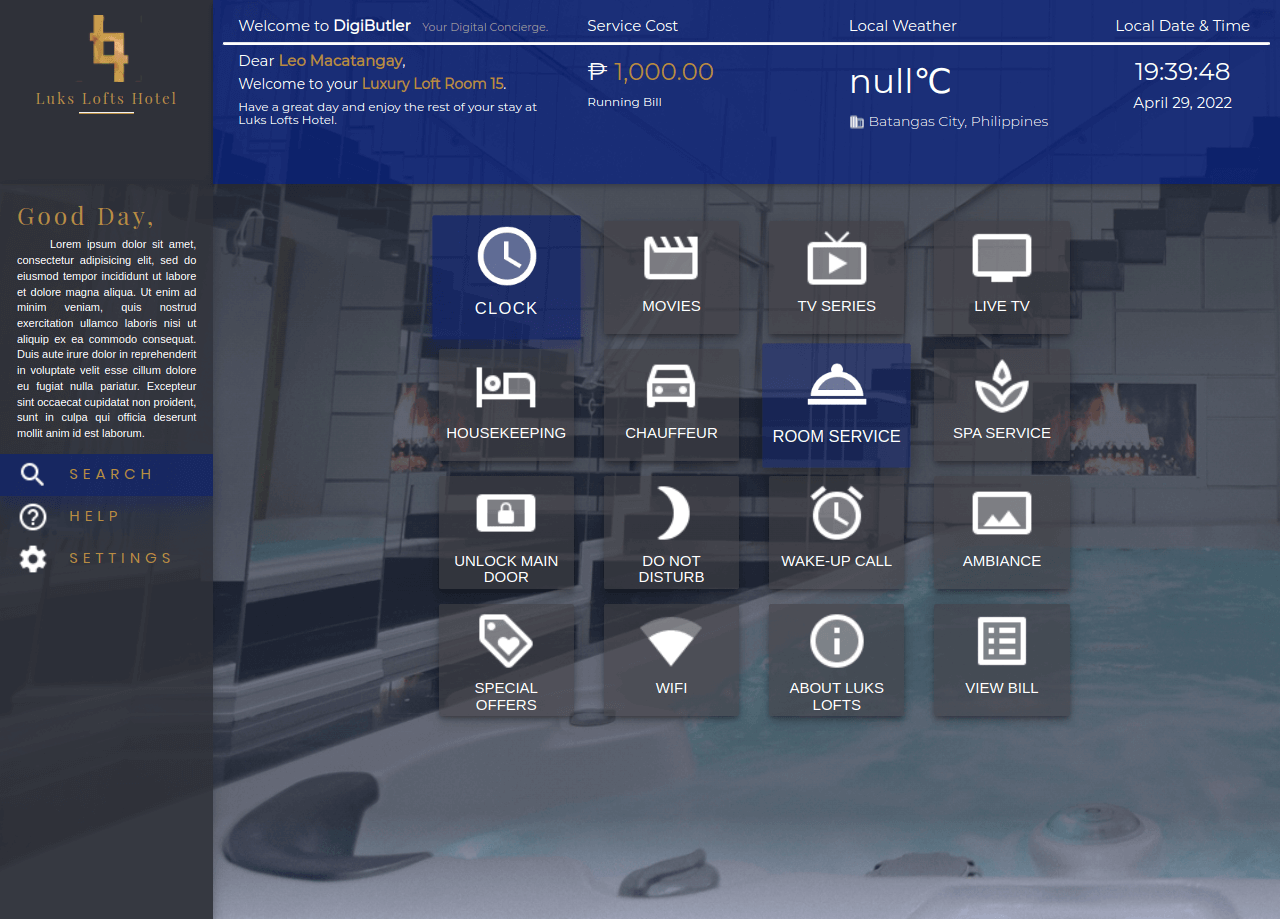 Luks Lofts Hotel
Welcome to DigiButler Your Digital Concierge.
Service Cost
Local Weather
Local Date & Time
Dear Leo Macatangay,
Welcome to your Luxury Loft Room 15.
Have a great day and enjoy the rest of your stay at
Luks Lofts Hotel.
₱ 1,000.00
Running Bill
null℃
Batangas City, Philippines
19:39:48
April 29, 2022
Good Day,
Lorem ipsum dolor sit amet,
consectetur adipisicing elit, sed do
eiusmod tempor incididunt ut labore
et dolore magna aliqua. Ut enim ad
minim veniam, quis nostrud
exercitation ullamco laboris nisi ut
aliquip ex ea commodo consequat.
Duis aute irure dolor in reprehenderit
in voluptate velit esse cillum dolore
eu fugiat nulla pariatur. Excepteur
sint occaecat cupidatat non proident,
sunt in culpa qui officia deserunt
mollit anim id est laborum.
SEARCH
HELP
SETTINGS
CLOCK
MOVIES
TV SERIES
LIVE TV
HOUSEKEEPING
CHAUFFEUR
ROOM SERVICE
SPA SERVICE
UNLOCK MAIN
DOOR
DO NOT
DISTURB
WAKE-UP CALL
AMBIANCE
SPECIAL
OFFERS
WIFI
ABOUT LUKS
LOFTS
VIEW BILL